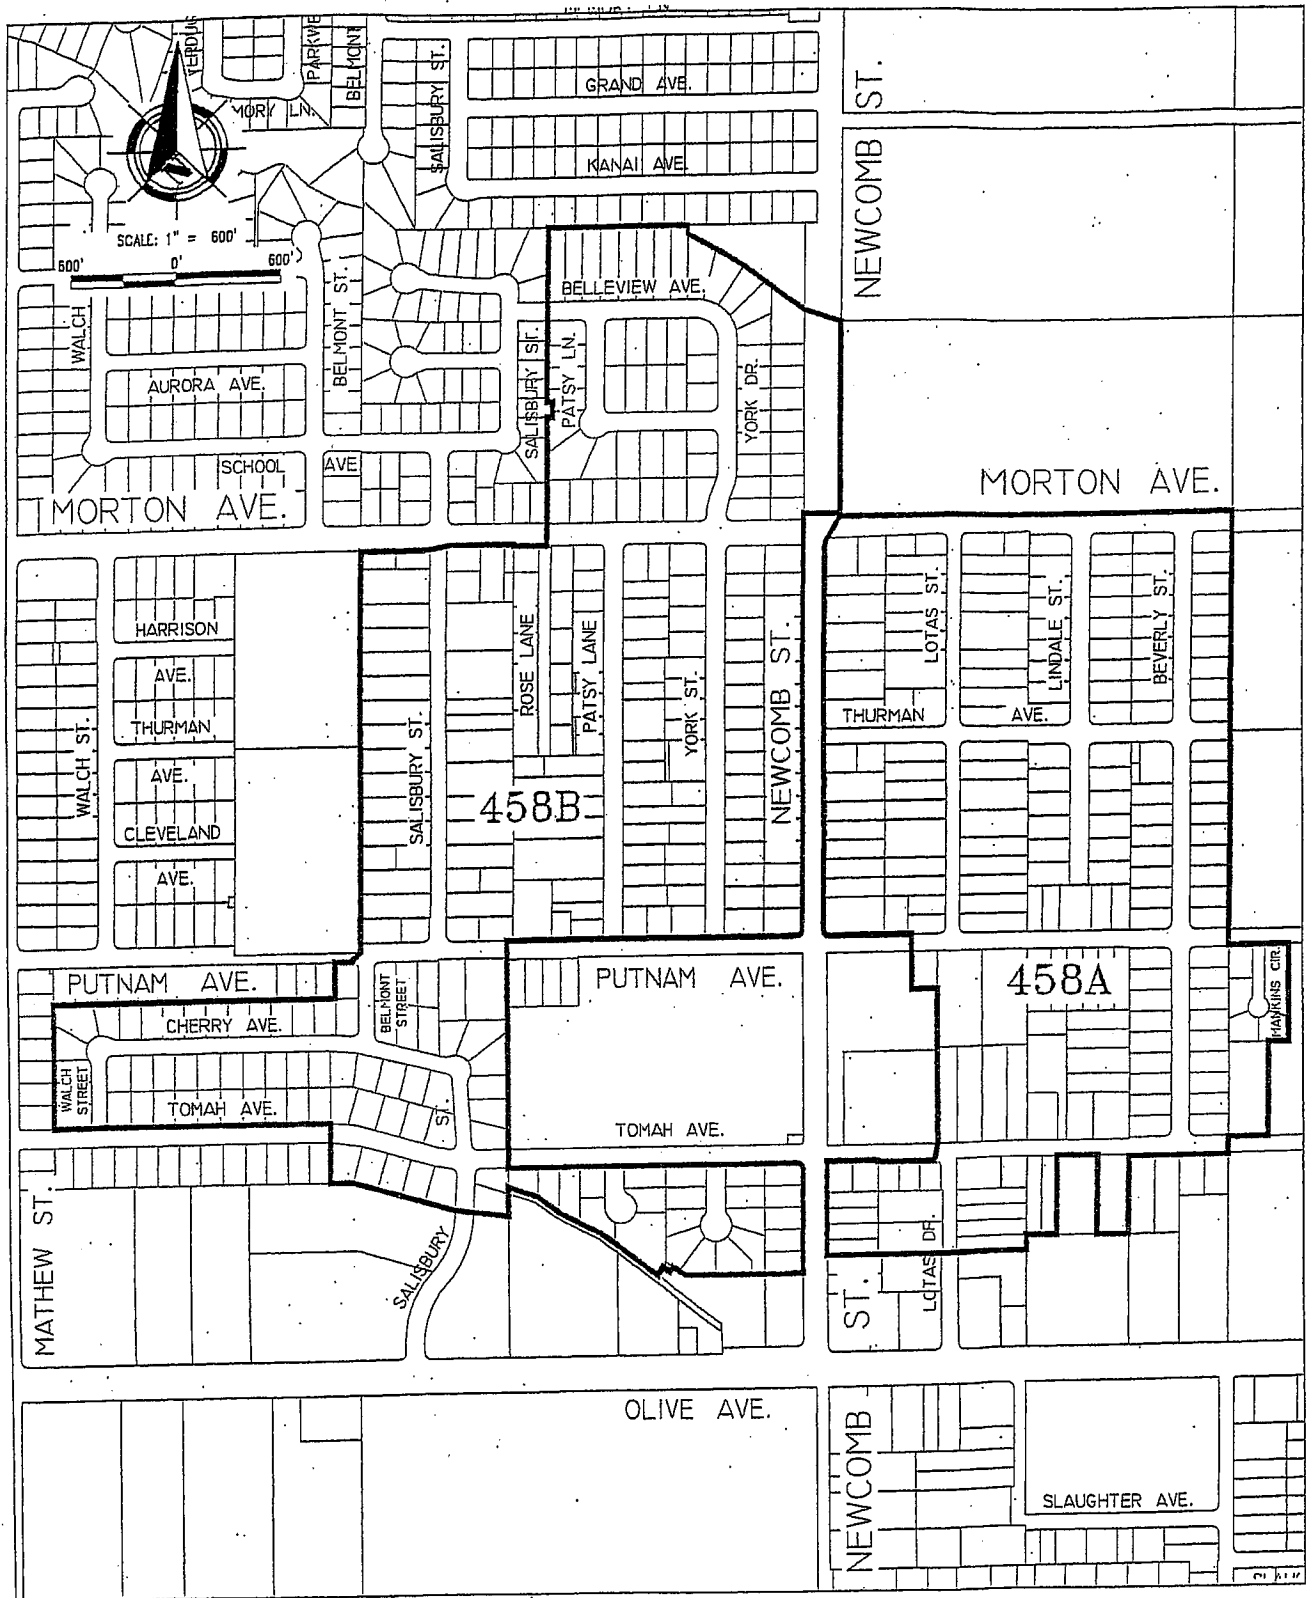 PARKWE
BELMONT
SALISBURY ST.
GRAND AVE.
ST.
MORY LN.
KANAI AVE.
NEWCOMB
SCALE: 1" = 600'
600'
0'
600'
BELLEVIEW AVE.
WALCH
BELMONT ST.
SALISBURY ST.
PATSY LN.
YORK DR.
AURORA AVE.
SCHOOL
AVE
MORTON AVE.
MORTON AVE.
HARRISON
AVE.
THURMAN
AVE.
CLEVELAND
AVE.
WALCH ST.
SALISBURY ST.
ROSE LANE
PATSY LANE
YORK ST.
NEWCOMB ST.
LOTAS ST.
LINDALE ST.
BEVERLY ST.
THURMAN
AVE.
458B
PUTNAM AVE.
PUTNAM AVE.
458A
MANKINS CIR.
CHERRY AVE.
BELMONT
STREET
WALCH
STREET
TOMAH AVE.
ST.
TOMAH AVE.
MATHEW ST.
SALISBURY
ST.
LOTAS DR.
OLIVE AVE.
NEWCOMB
SLAUGHTER AVE.